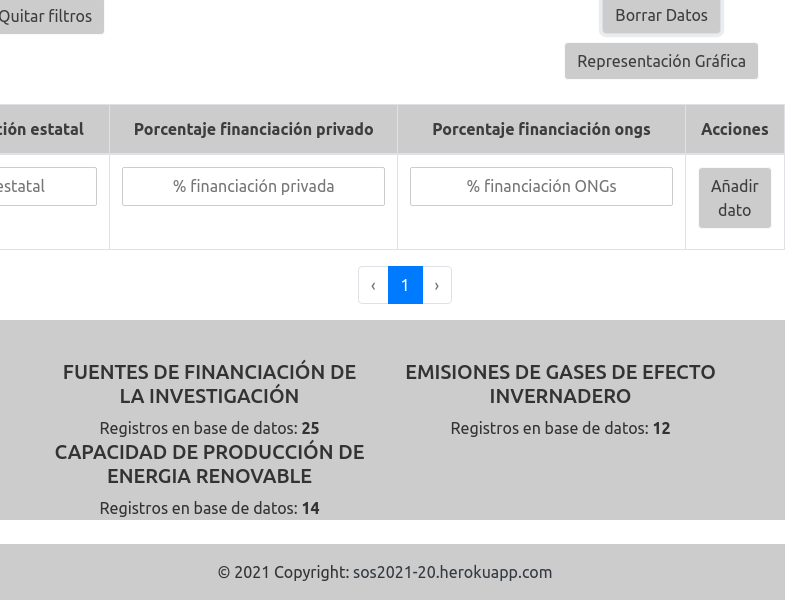 Quitar filtros
Borrar Datos
Representación Gráfica
ión estatal Porcentaje financiación privado Porcentaje financiación ongs Acciones
estatal % financiación privada % financiación ONGs Añadir
dato
‹ 1 ›
FUENTES DE FINANCIACIÓN DE
LA INVESTIGACIÓN
Registros en base de datos: 25
EMISIONES DE GASES DE EFECTO
INVERNADERO
Registros en base de datos: 12
CAPACIDAD DE PRODUCCIÓN DE
ENERGIA RENOVABLE
Registros en base de datos: 14
© 2021 Copyright: sos2021-20.herokuapp.com